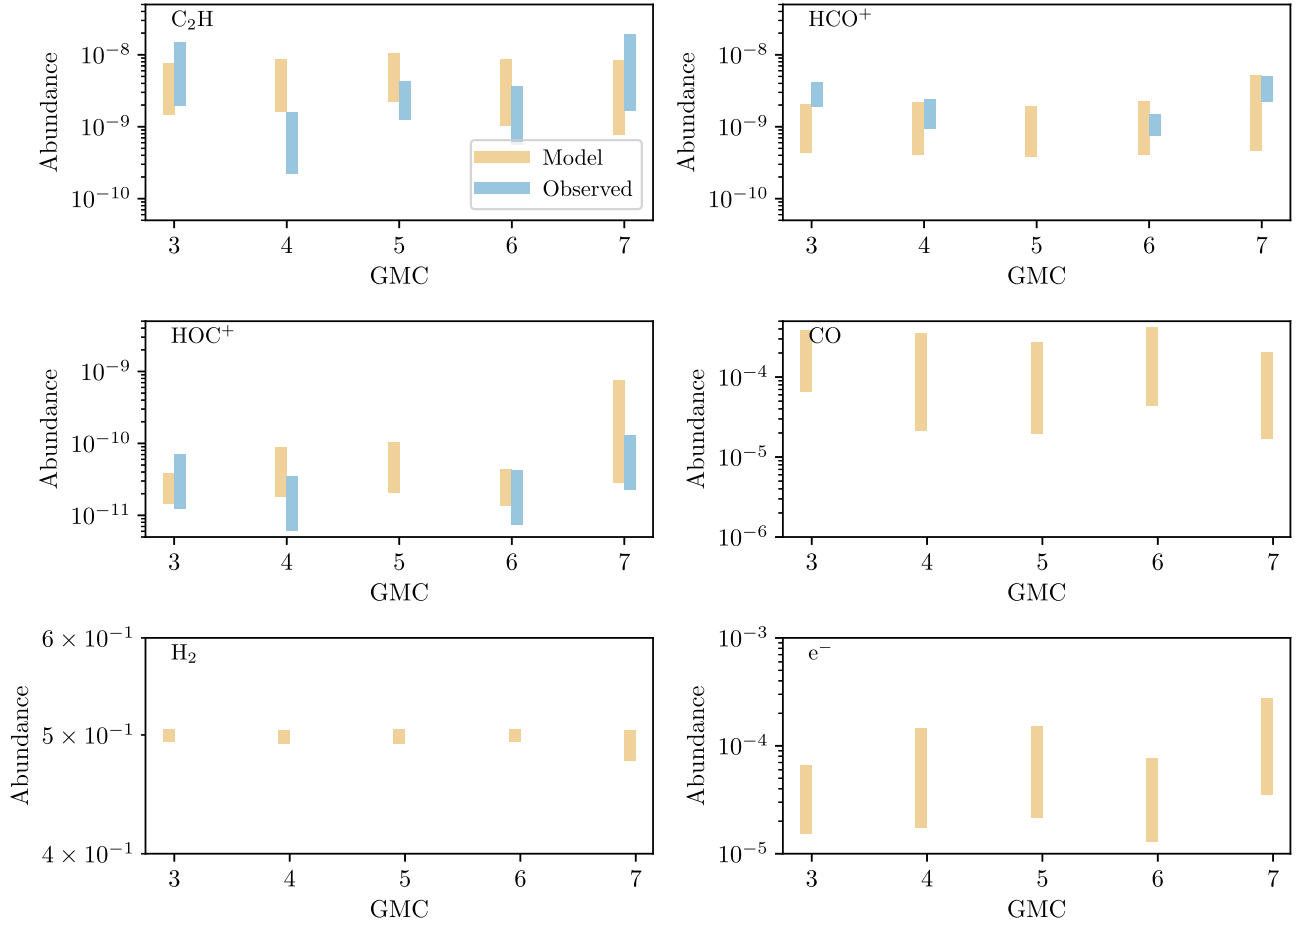 C₂H
Abundance
10⁻⁸
10⁻⁹
10⁻¹⁰
Model
Observed
3 4 5 6 7
GMC
HCO⁺
Abundance
10⁻⁸
10⁻⁹
10⁻¹⁰
3 4 5 6 7
GMC
HOC⁺
Abundance
10⁻⁹
10⁻¹⁰
10⁻¹¹
3 4 5 6 7
GMC
CO
Abundance
10⁻⁴
10⁻⁵
10⁻⁶
3 4 5 6 7
GMC
H₂
Abundance
6 × 10⁻¹
5 × 10⁻¹
4 × 10⁻¹
3 4 5 6 7
GMC
e⁻
Abundance
10⁻³
10⁻⁴
10⁻⁵
3 4 5 6 7
GMC